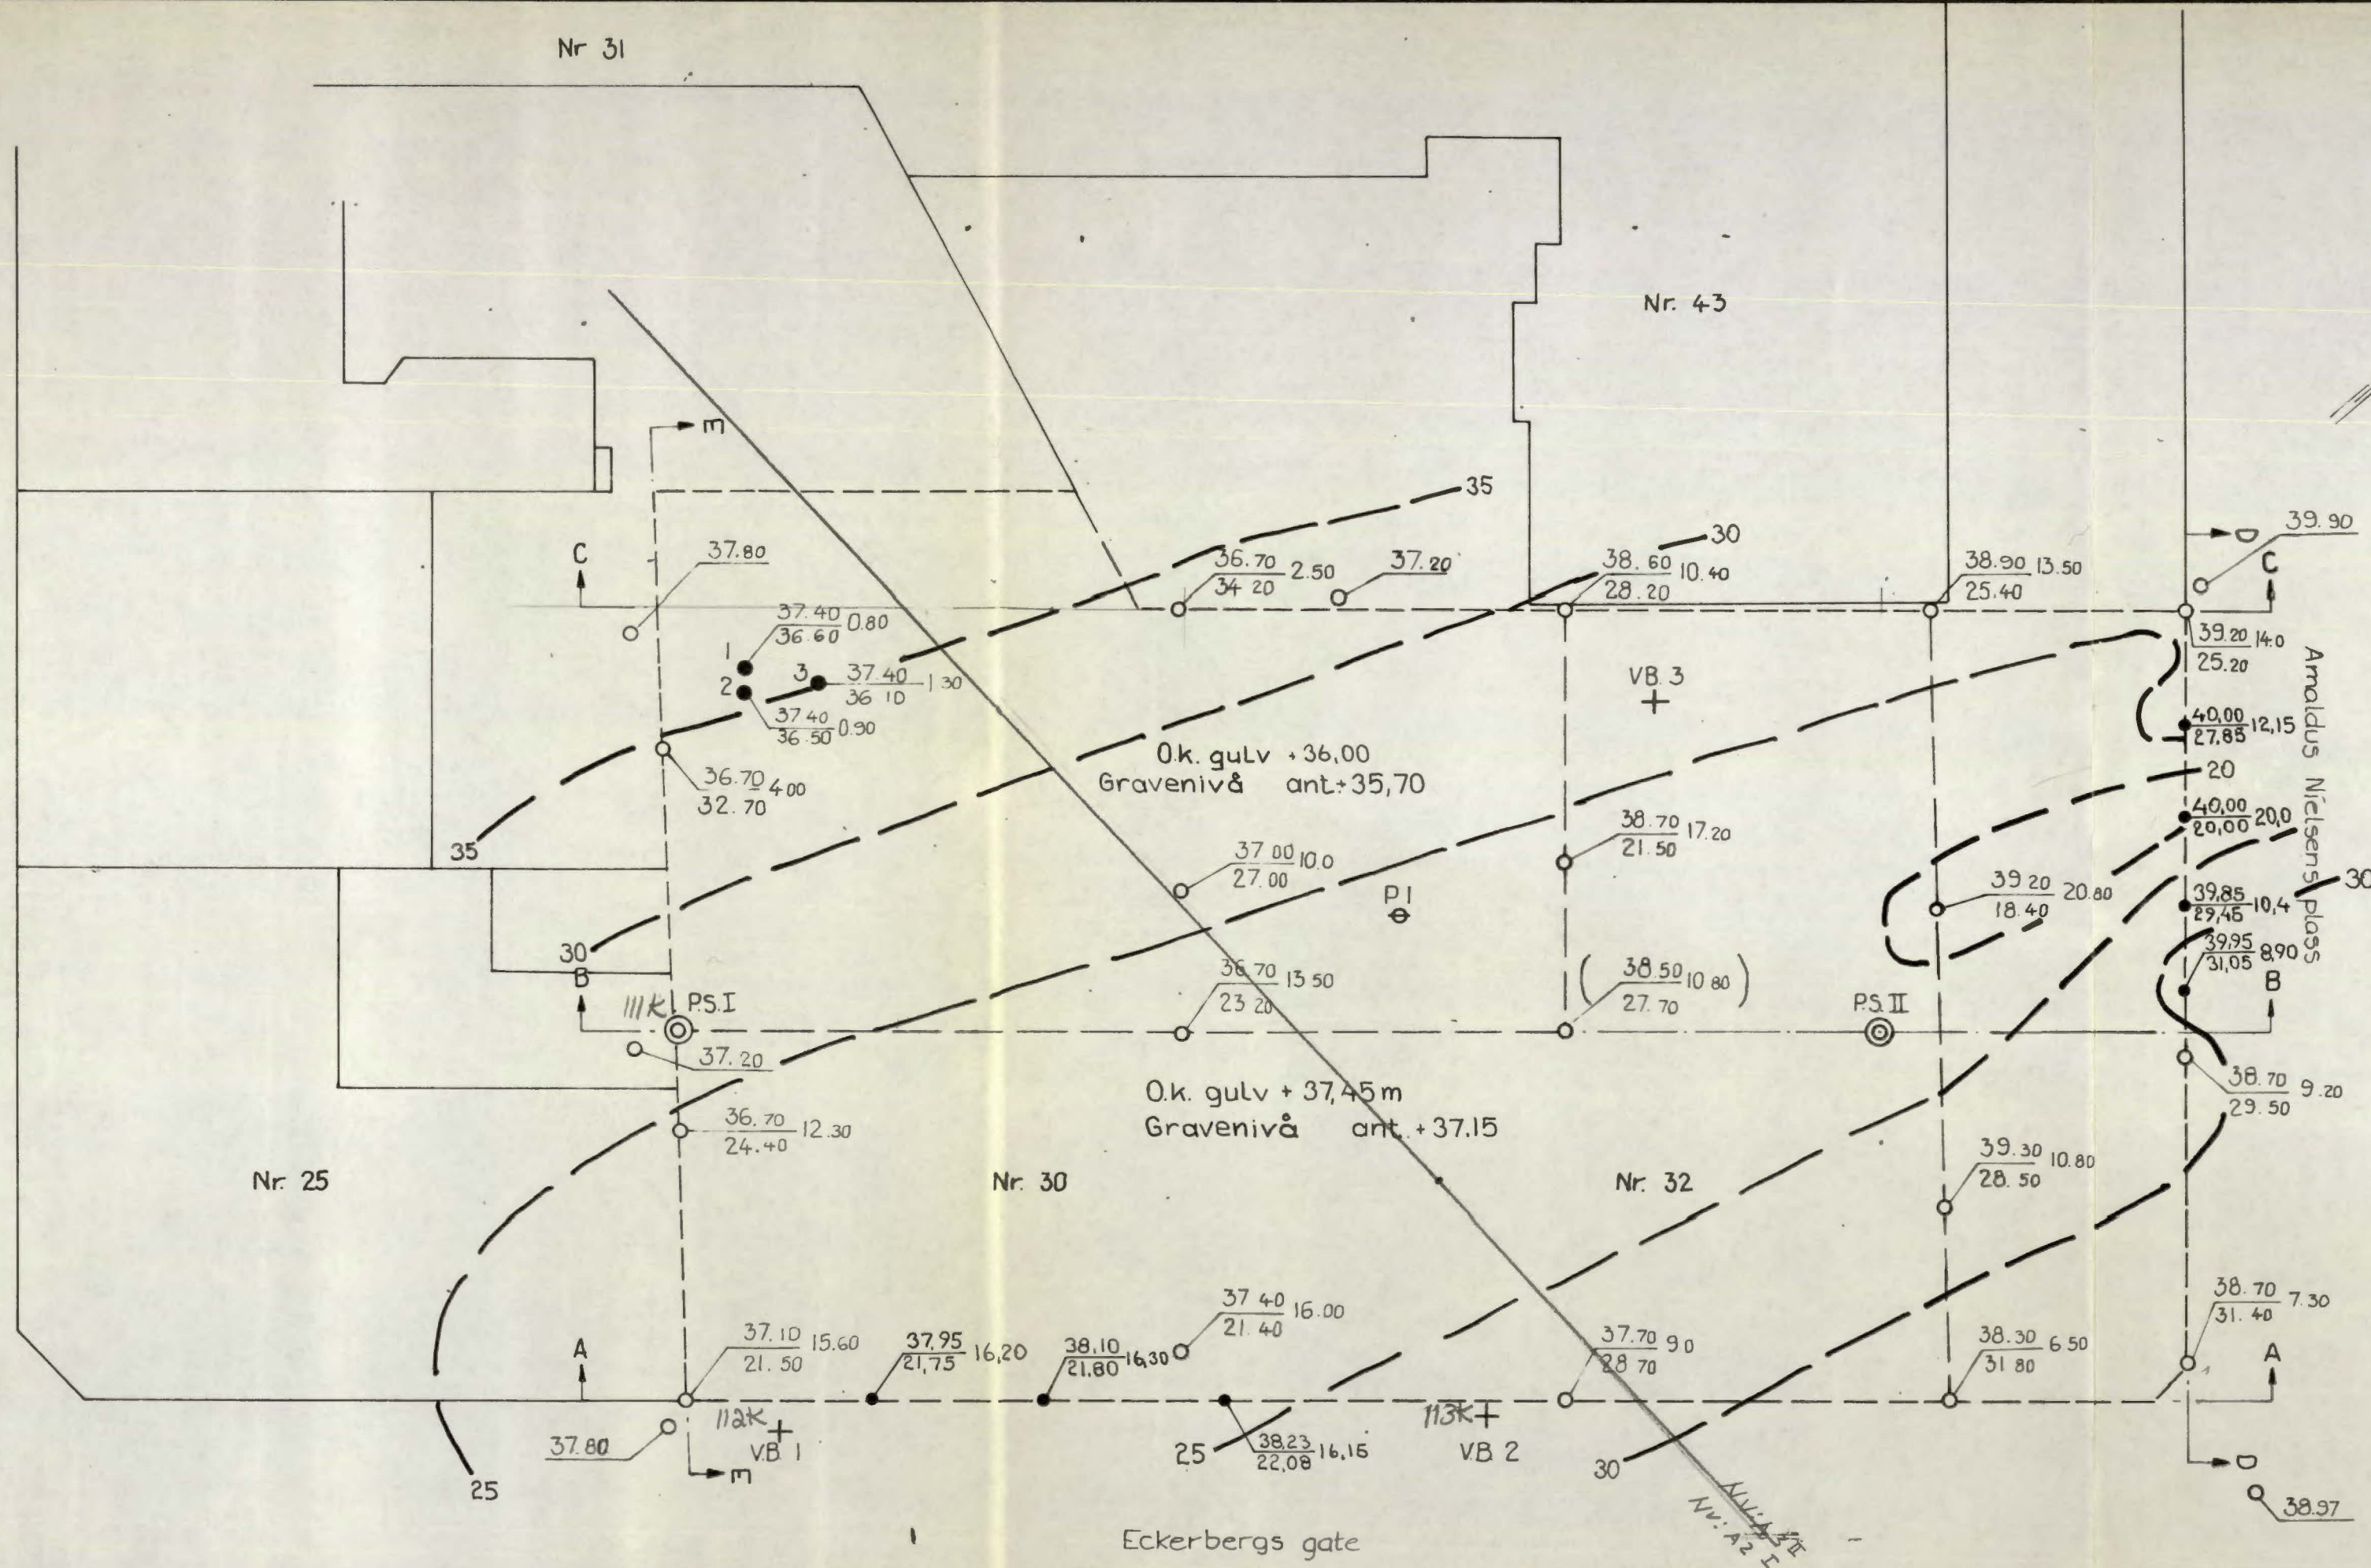 Nr 31
Nr. 43
E
35
30
39.90
D
C
37.80
36.70 2.50
34 20
37.20
38.60 10.40
28.20
38.90 13.50
25.40
C
37.40 0.80
36.60
1
2
3
37.40 1 30
36 10
37 40 0.90
36.50
39.20 14.0
25.20
VB. 3
40,00 12,15
27,85
Arnaldus Nielsens plass
O.k. gulv +36,00
Gravenivå ant.+35,70
36.70 4 00
32.70
20
40,00 20,0
20,00
38.70 17.20
21.50
35
37 00 10.0
27.00
P1
39.20 20.80
18.40
39,85 10,4
29,45
30
39,95 8,90
31,05
30
B
111K
P.S. I
36.70 13 50
23 20
(38.50 10 80)
27.70
P.S. II
B
37.20
O.k. gulv + 37,45 m
Gravenivå ant. +37.15
38.70 9.20
29.50
36.70 12.30
24.40
Nr. 25
Nr. 30
Nr. 32
39.30 10.80
28.50
37 40 16.00
21.40
38.70 7.30
31.40
A
37.10 15.60
21.50
37,95 16,20
21,75
38,10 16,30
21,80
37.70 9 0
28 70
38.30 6 50
31 80
A
112K
V.B. 1
37.80
E
25
25
38,23 16,15
22,08
113K
V.B. 2
30
D
38.97
Eckerbergs gate
NV: A2 I